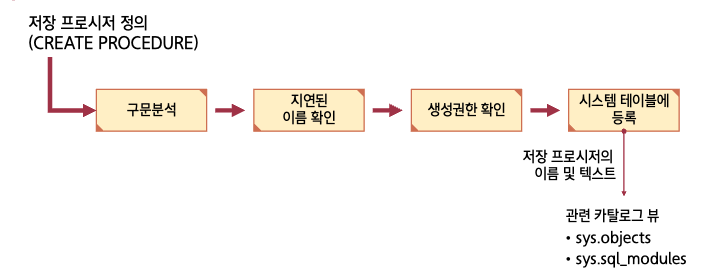 저장 프로시저 정의
(CREATE PROCEDURE)
구문분석
지연된
이름 확인
생성권한 확인
시스템 테이블에
등록
저장 프로시저의
이름 및 텍스트
관련 카탈로그 뷰
• sys.objects
• sys.sql_modules